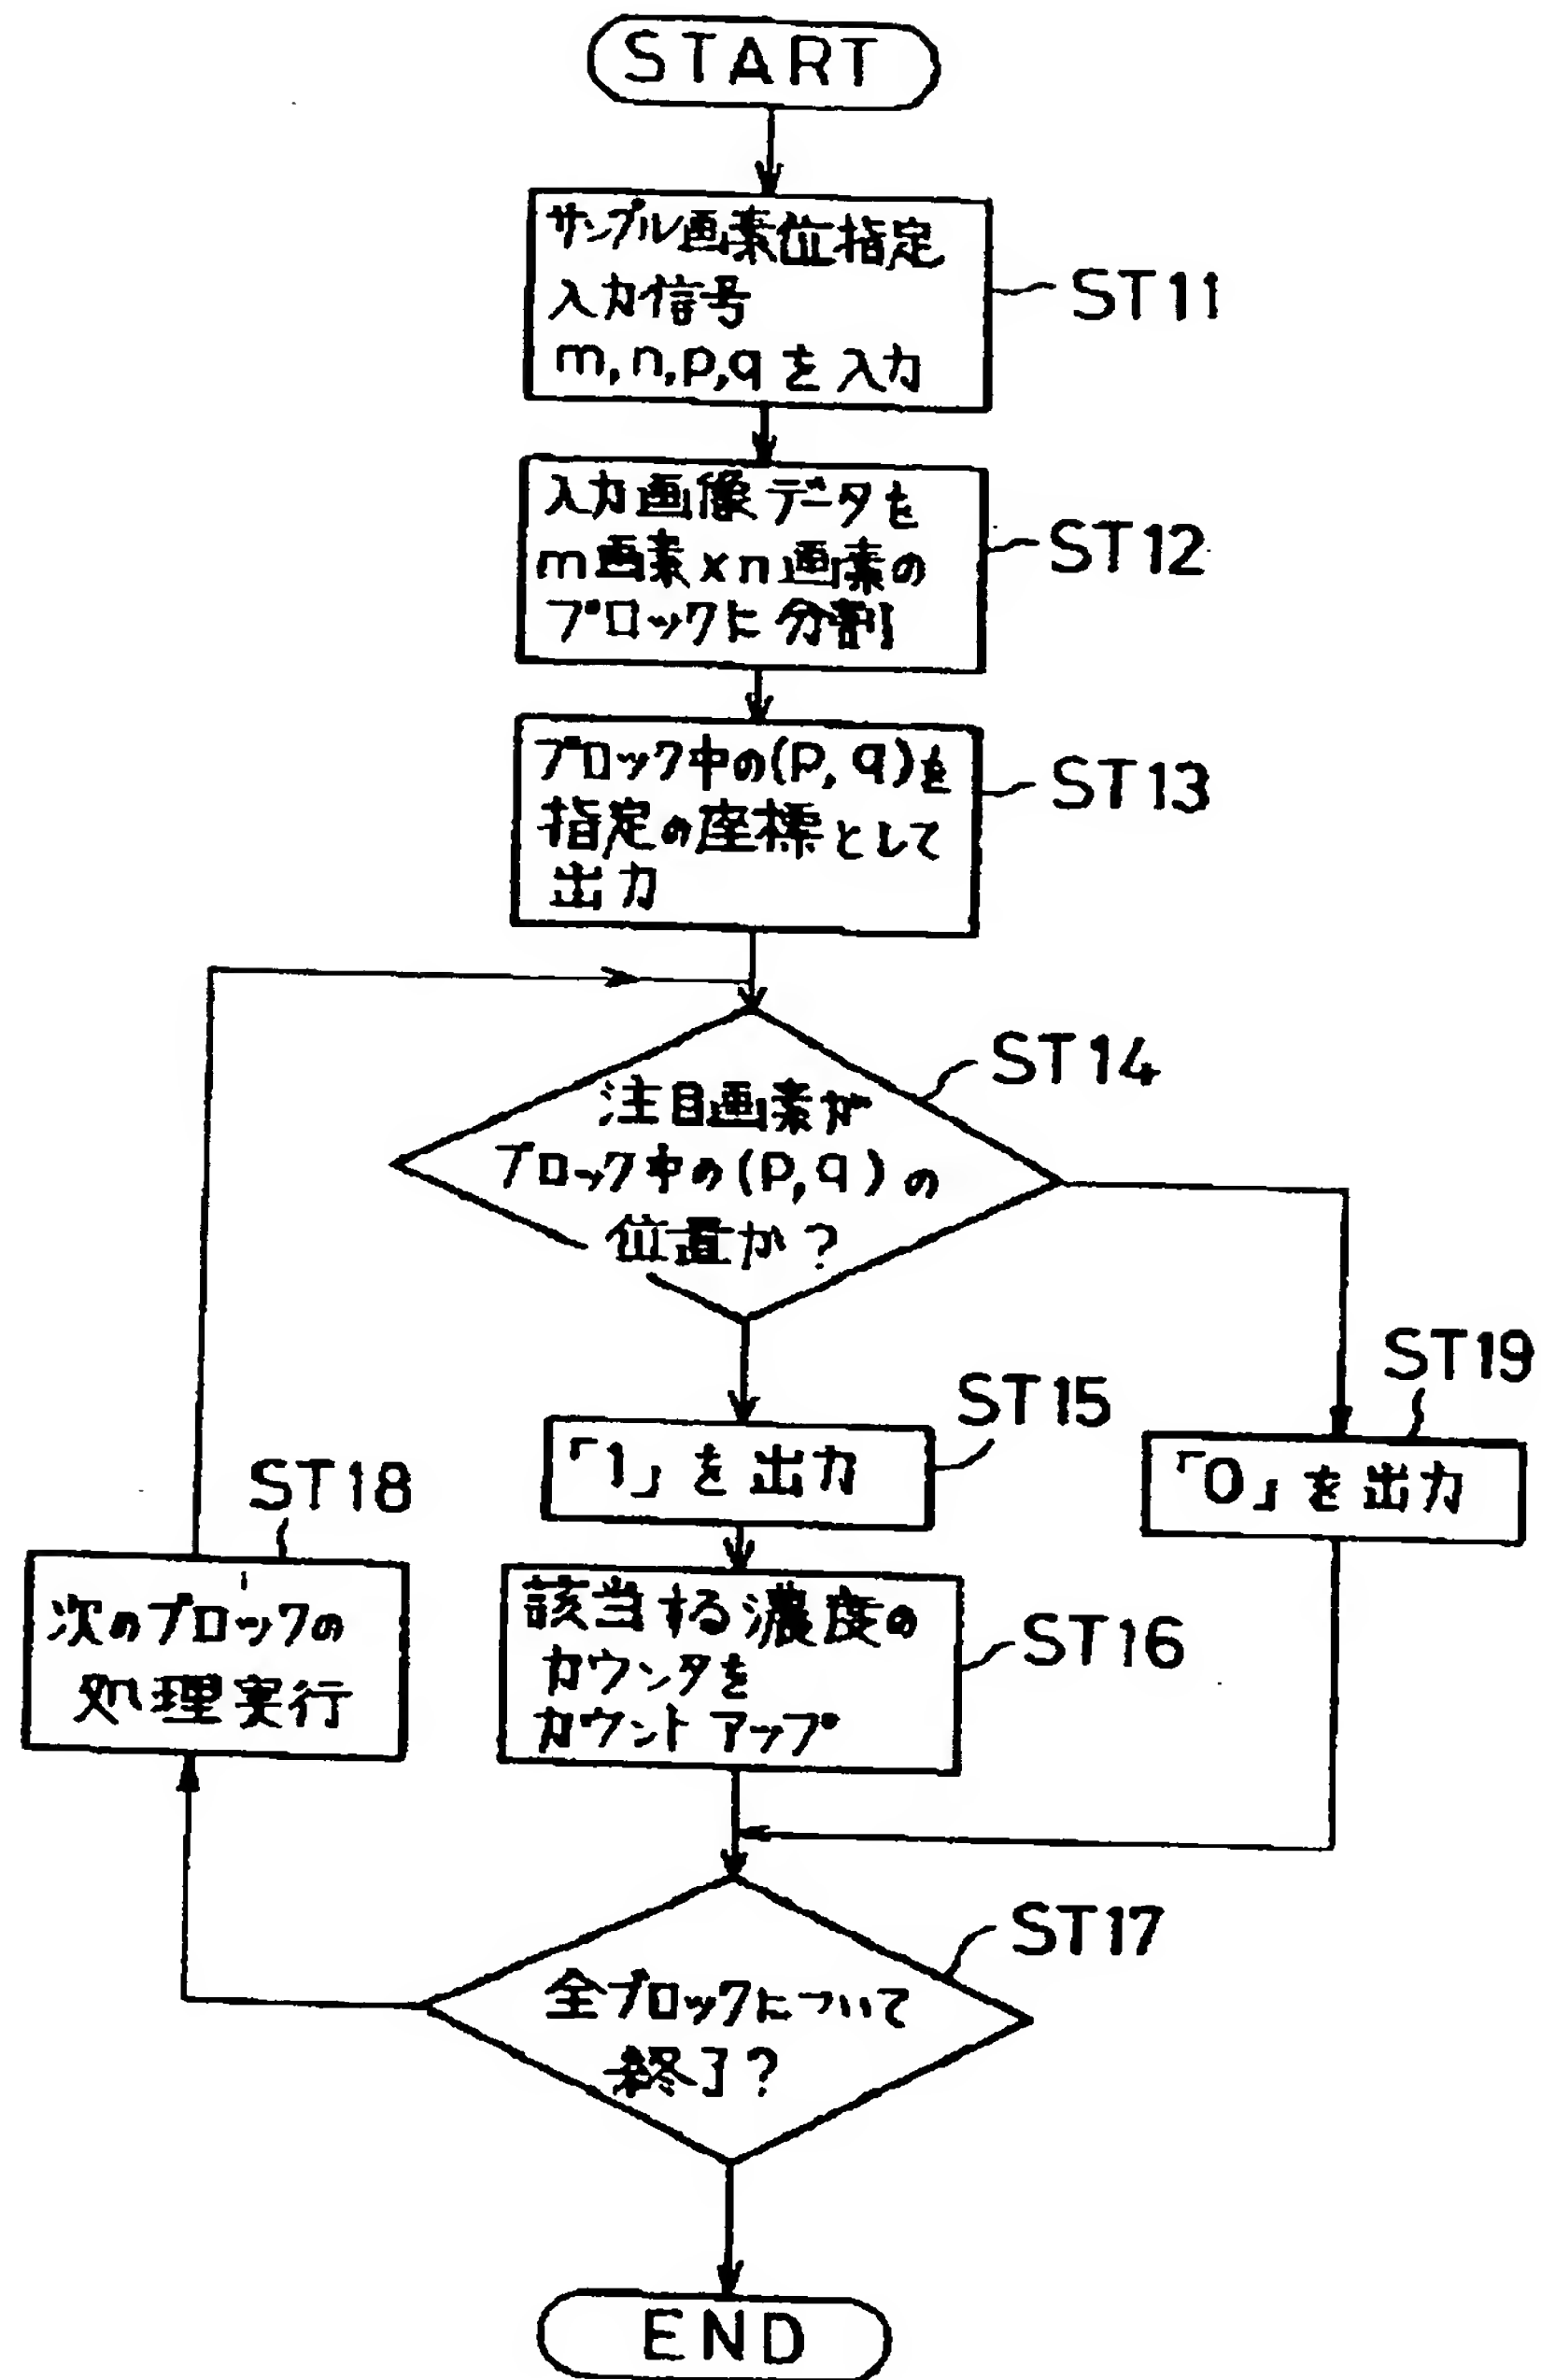 START
サンプル画素位指定
入力信号
m,n,p,qを入力
ST11
入力画像データを
m画素×n画素の
ブロックに分割
ST12
ブロック中の(p,q)を
指定の座標として
出力
ST13
注目画素が
ブロック中の(p,q)の
位置か?
ST14
「1」を出力
ST15
「0」を出力
ST19
該当する濃度の
カウンタを
カウントアップ
ST16
次のブロックの
処理実行
ST18
全ブロックについて
終了?
ST17
END